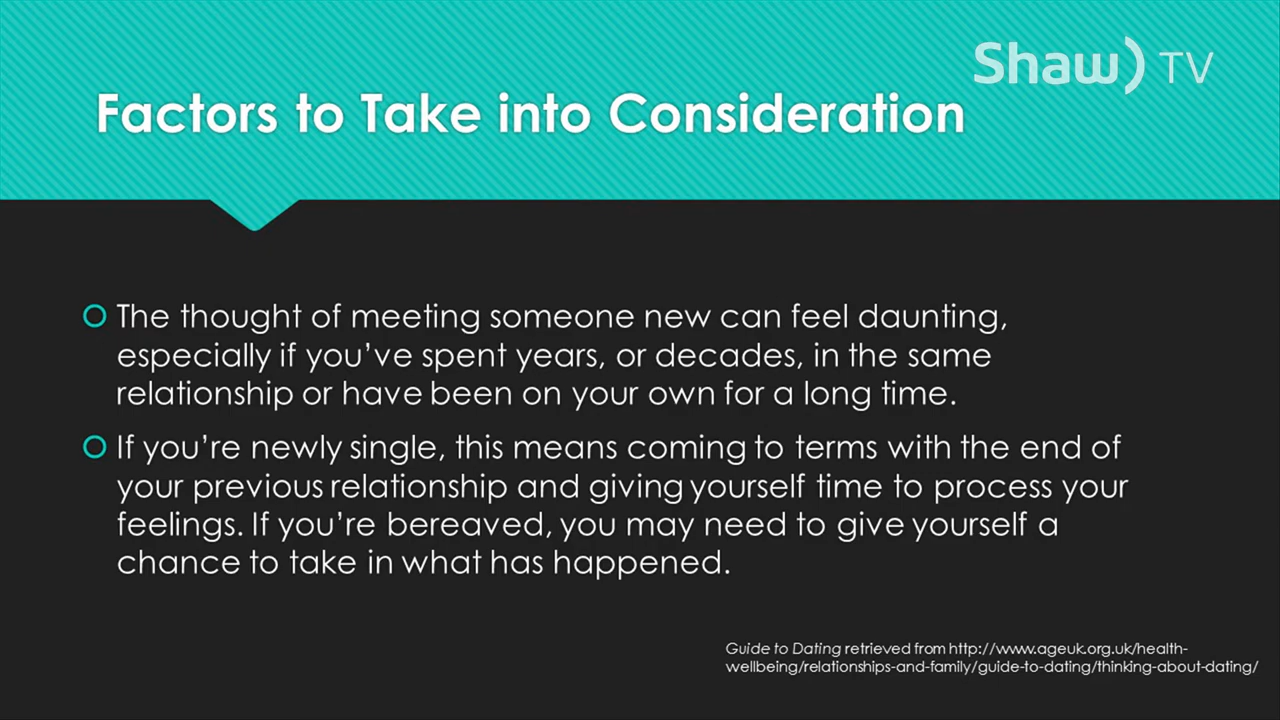 Shaw) TV
Factors to Take into Consideration
The thought of meeting someone new can feel daunting,
especially if you’ve spent years, or decades, in the same
relationship or have been on your own for a long time.
If you’re newly single, this means coming to terms with the end of
your previous relationship and giving yourself time to process your
feelings. If you’re bereaved, you may need to give yourself a
chance to take in what has happened.
Guide to Dating retrieved from http://www.ageuk.org.uk/health-
wellbeing/relationships-and-family/guide-to-dating/thinking-about-dating/